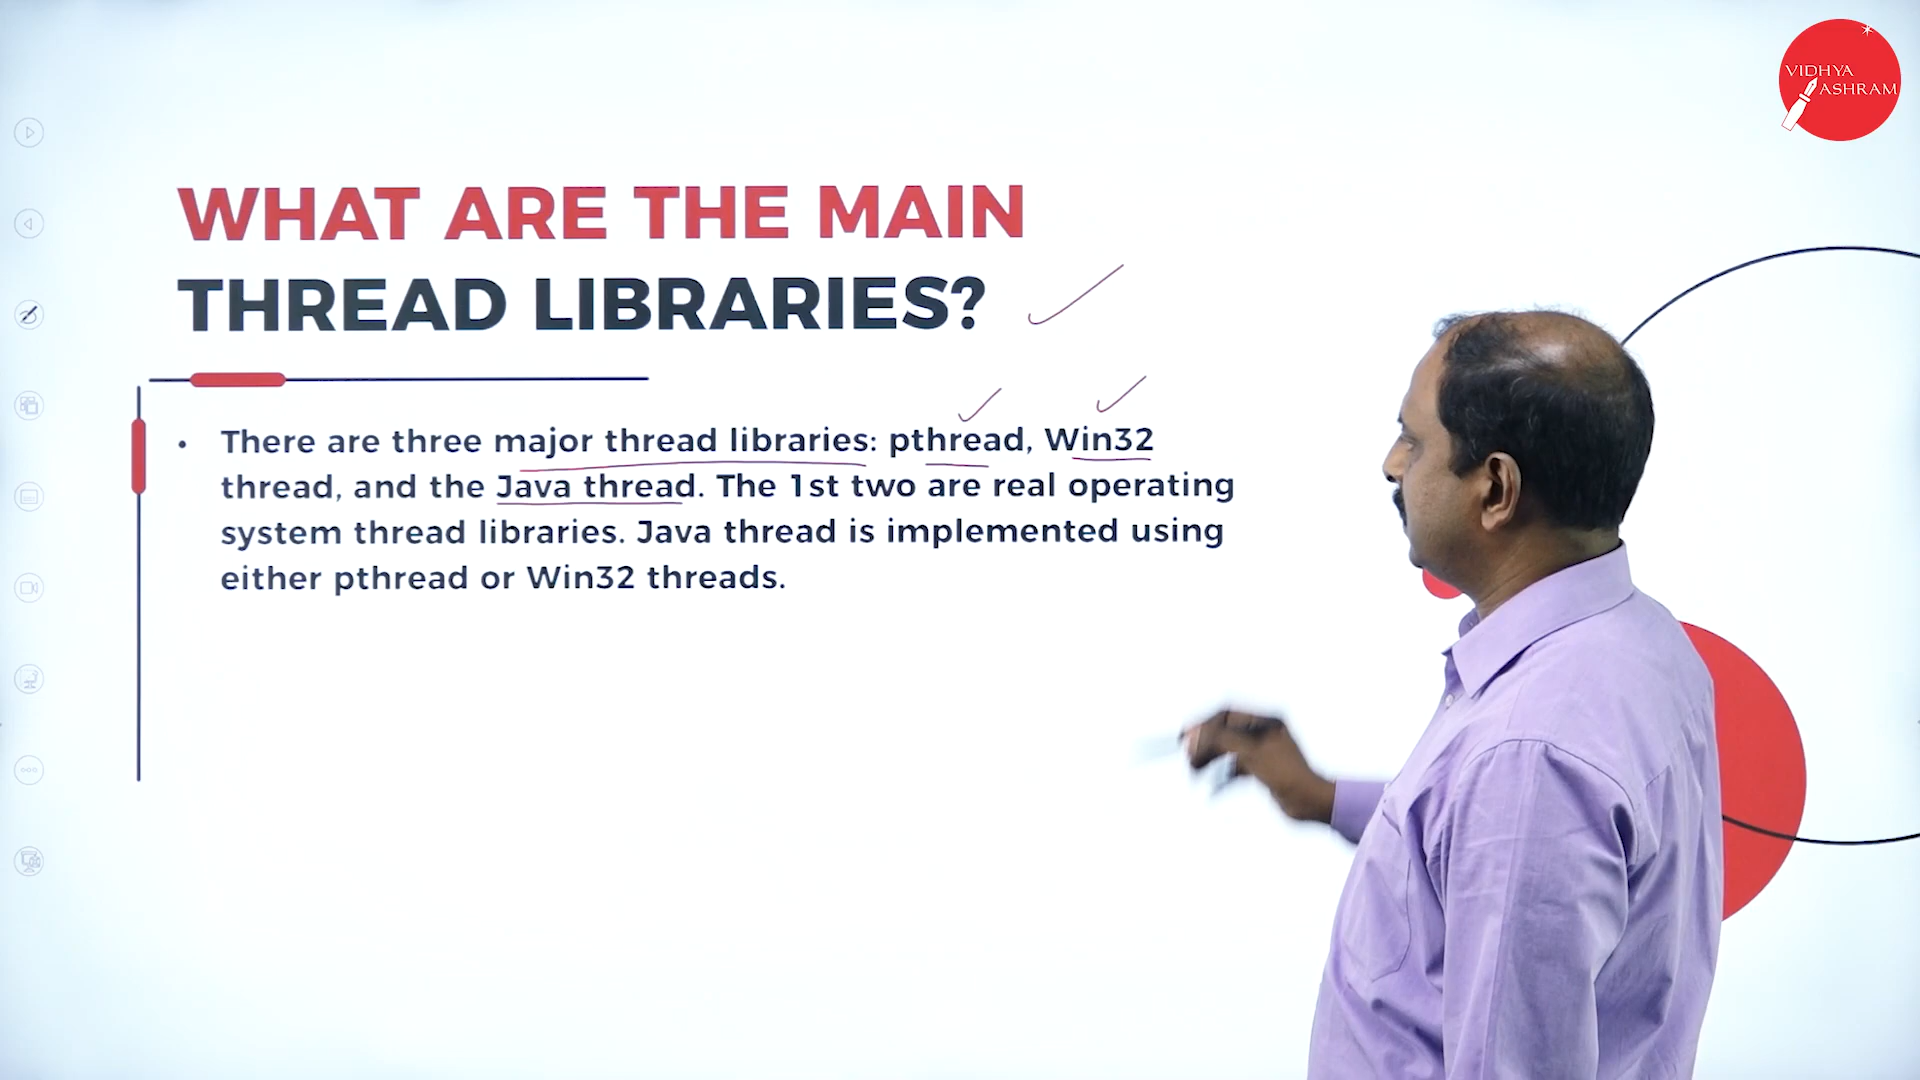 VIDHYA
ASHRAM
WHAT ARE THE MAIN
THREAD LIBRARIES?
• There are three major thread libraries: pthread, Win32
thread, and the Java thread. The 1st two are real operating
system thread libraries. Java thread is implemented using
either pthread or Win32 threads.